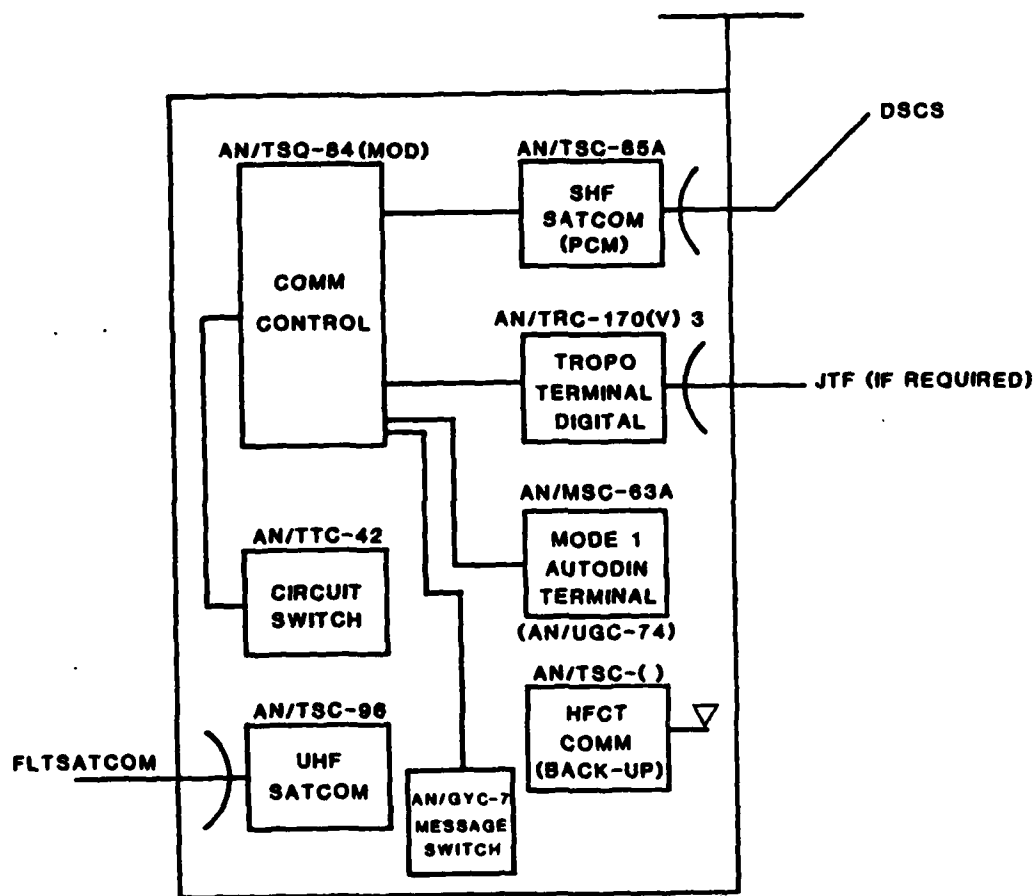 DSCS
AN/TSQ-84(MOD)
COMM
CONTROL
AN/TSC-85A
SHF
SATCOM
(PCM)
AN/TRC-170(V) 3
TROPO
TERMINAL
DIGITAL
JTF (IF REQUIRED)
AN/MSC-63A
MODE 1
AUTODIN
TERMINAL
(AN/UGC-74)
AN/TTC-42
CIRCUIT
SWITCH
AN/TSC-( )
HFCT
COMM
(BACK-UP)
AN/TSC-96
UHF
SATCOM
FLTSATCOM
AN/GYC-7
MESSAGE
SWITCH